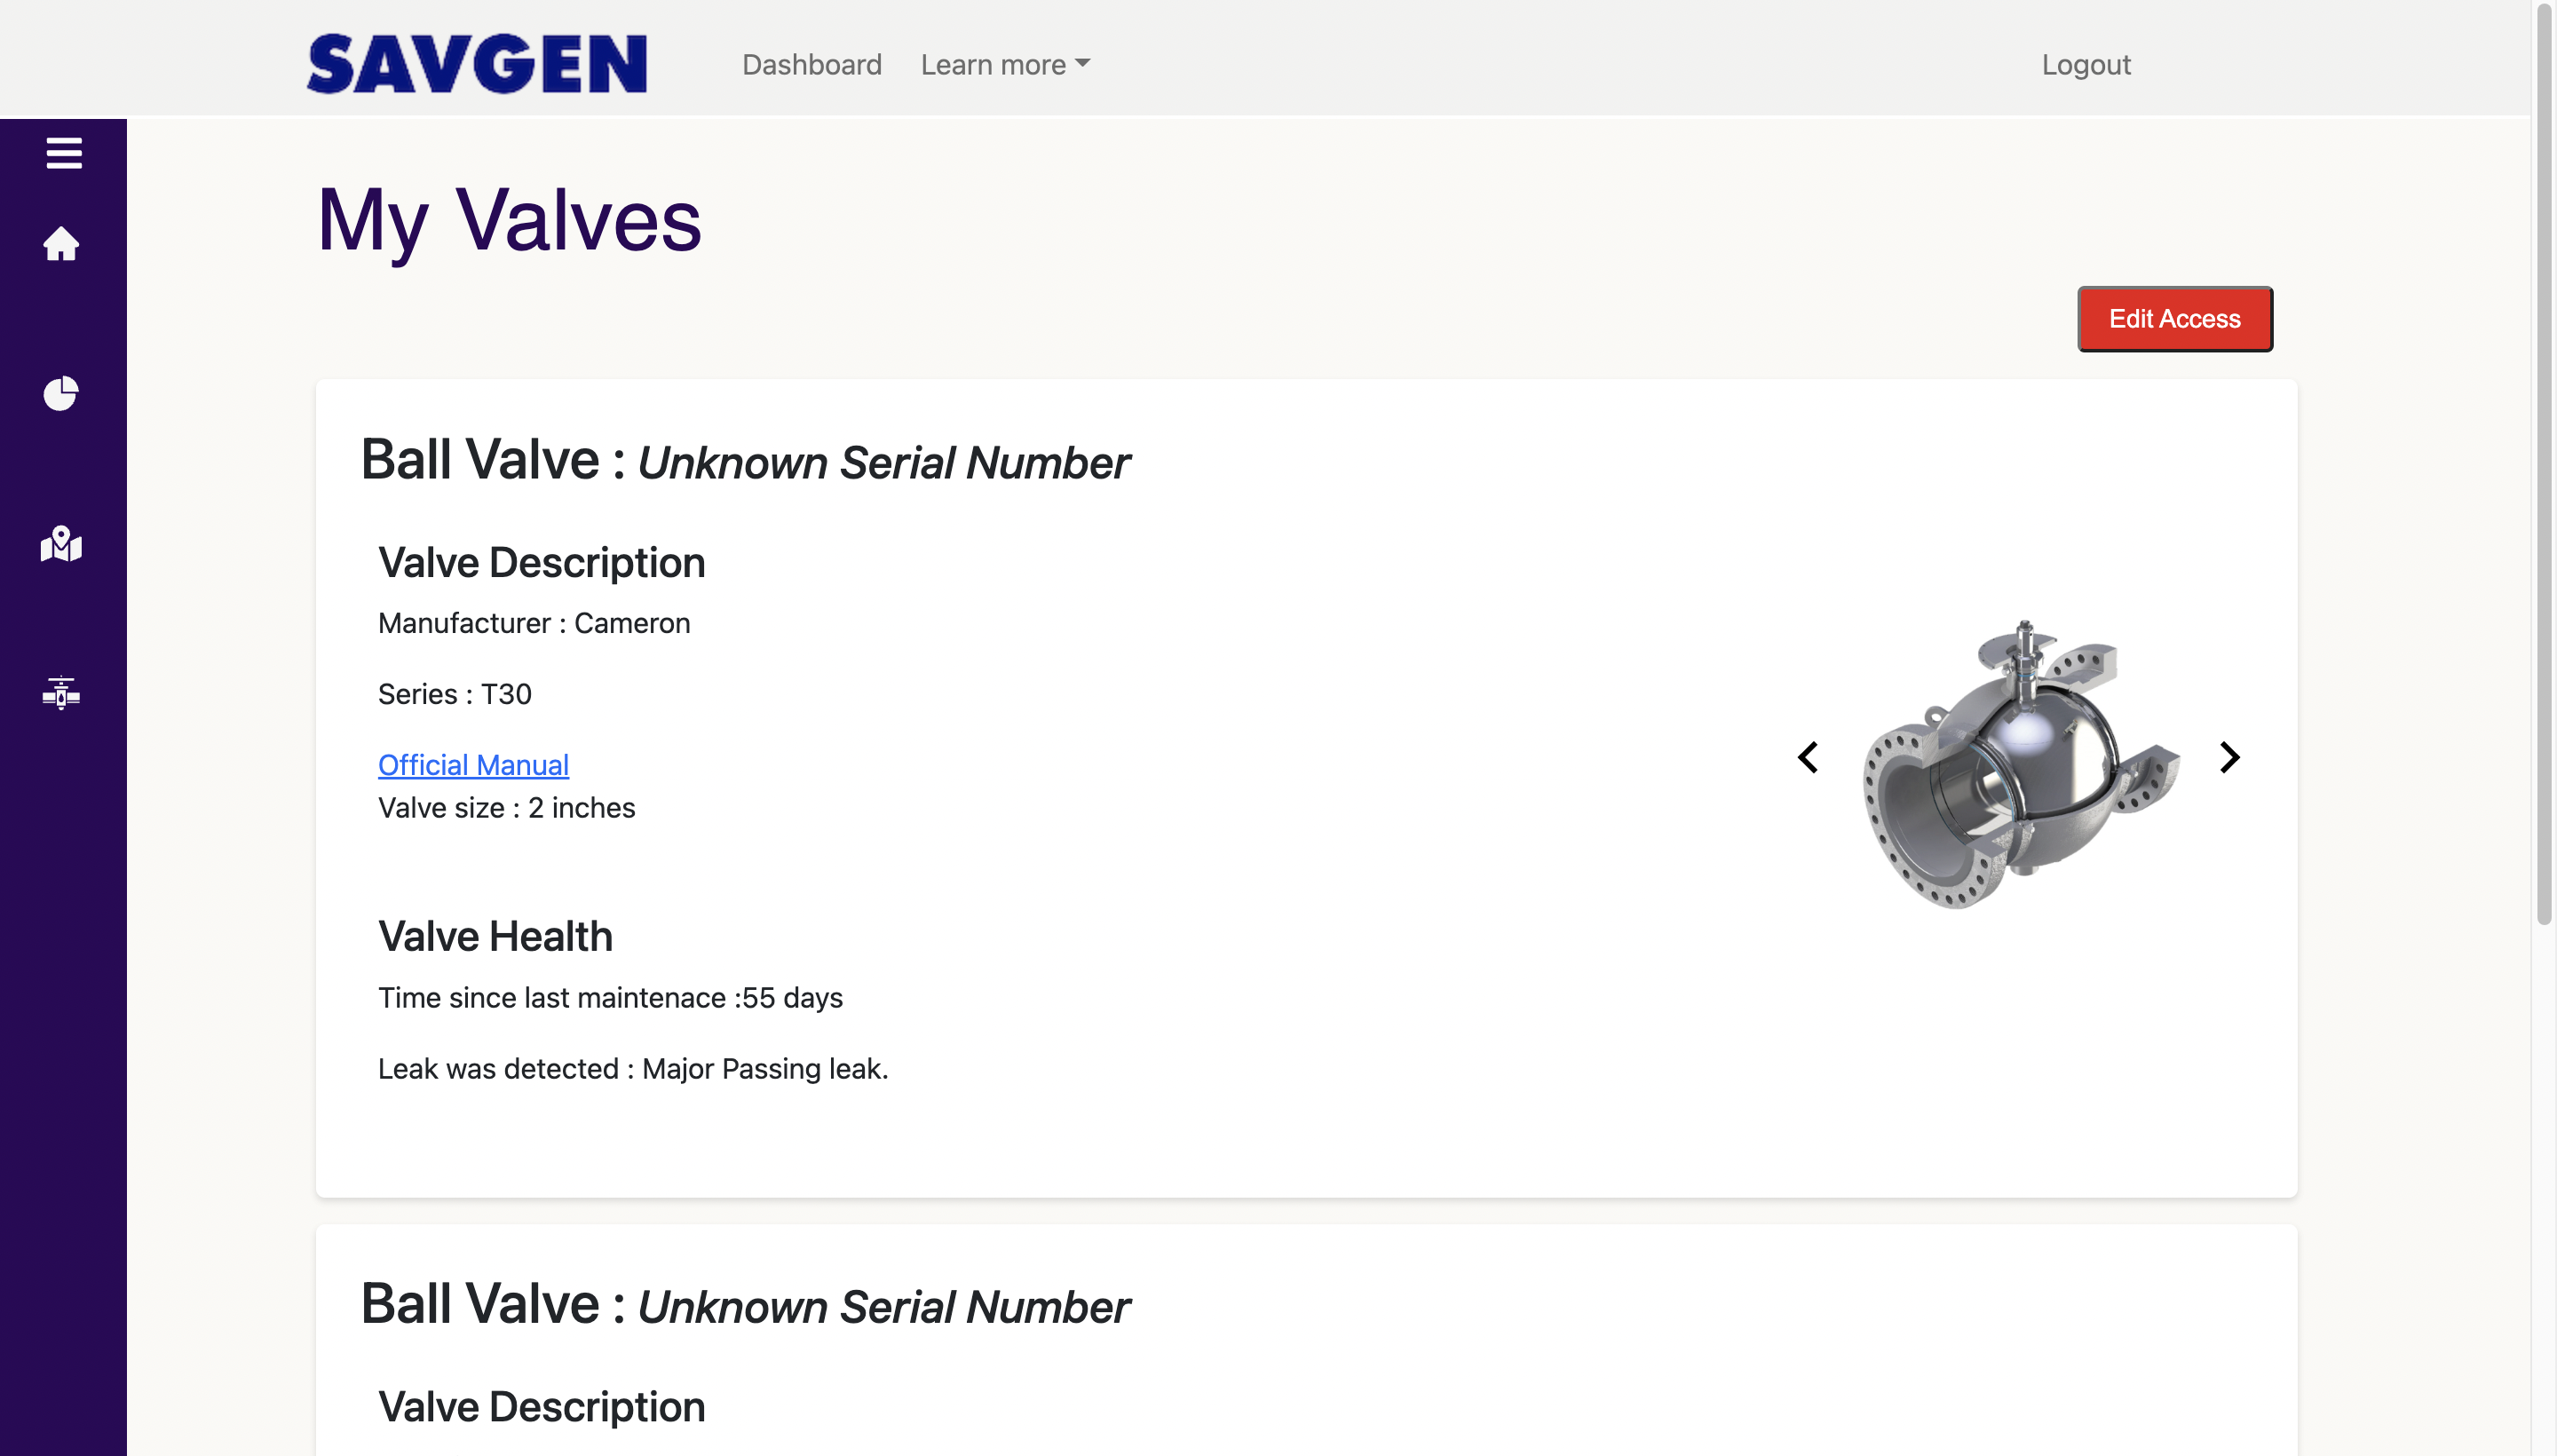 SAVGEN
Dashboard
Learn more
Logout
My Valves
Edit Access
Ball Valve : Unknown Serial Number
Valve Description
Manufacturer : Cameron
Series : T30
Official Manual
Valve size : 2 inches
Valve Health
Time since last maintenace :55 days
Leak was detected : Major Passing leak.
Ball Valve : Unknown Serial Number
Valve Description